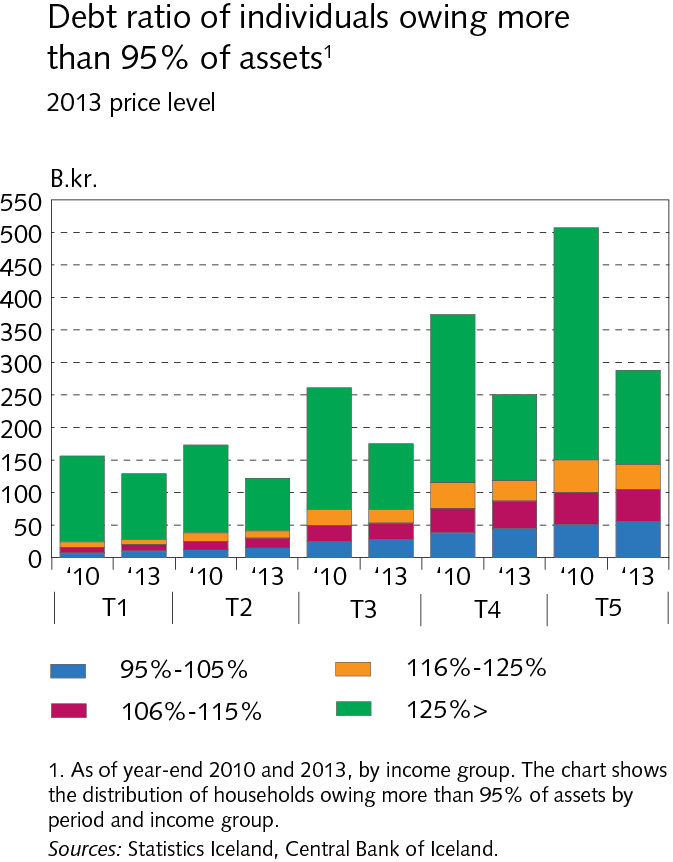 Debt ratio of individuals owing more
than 95% of assets¹
2013 price level
B.kr.
550
500
450
400
350
300
250
200
150
100
50
0
‘10 ‘13 ‘10 ‘13 ‘10 ‘13 ‘10 ‘13 ‘10 ‘13
T1 T2 T3 T4 T5
95%-105% 116%-125%
106%-115% 125%>
1. As of year-end 2010 and 2013, by income group. The chart shows
the distribution of households owing more than 95% of assets by
period and income group.
Sources: Statistics Iceland, Central Bank of Iceland.